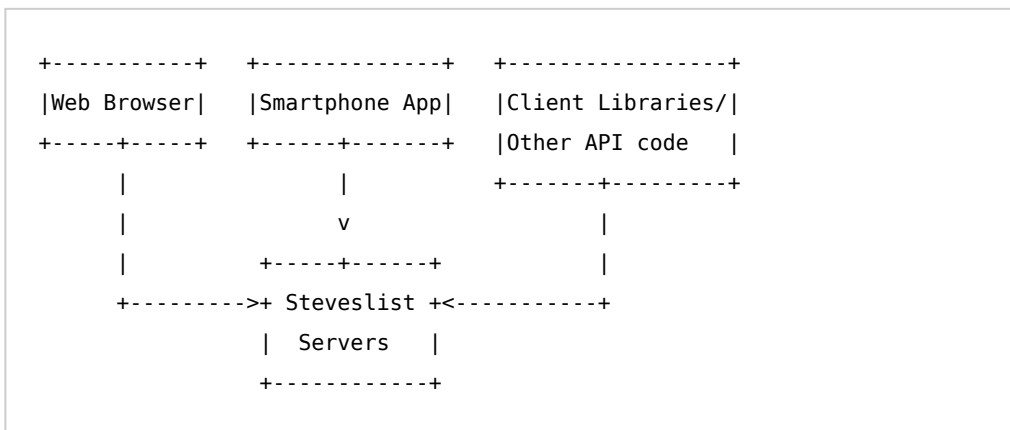 +-----------+   +--------------+   +-----------------+
|Web Browser|   |Smartphone App|   |Client Libraries/|
+-----+-----+   +------+-------+   |Other API code   |
      |                |           +-------+---------+
      |                v                   |
      |          +-----+------+            |
      +--------->+ Steveslist +<-----------+
                 |  Servers   |
                 +------------+